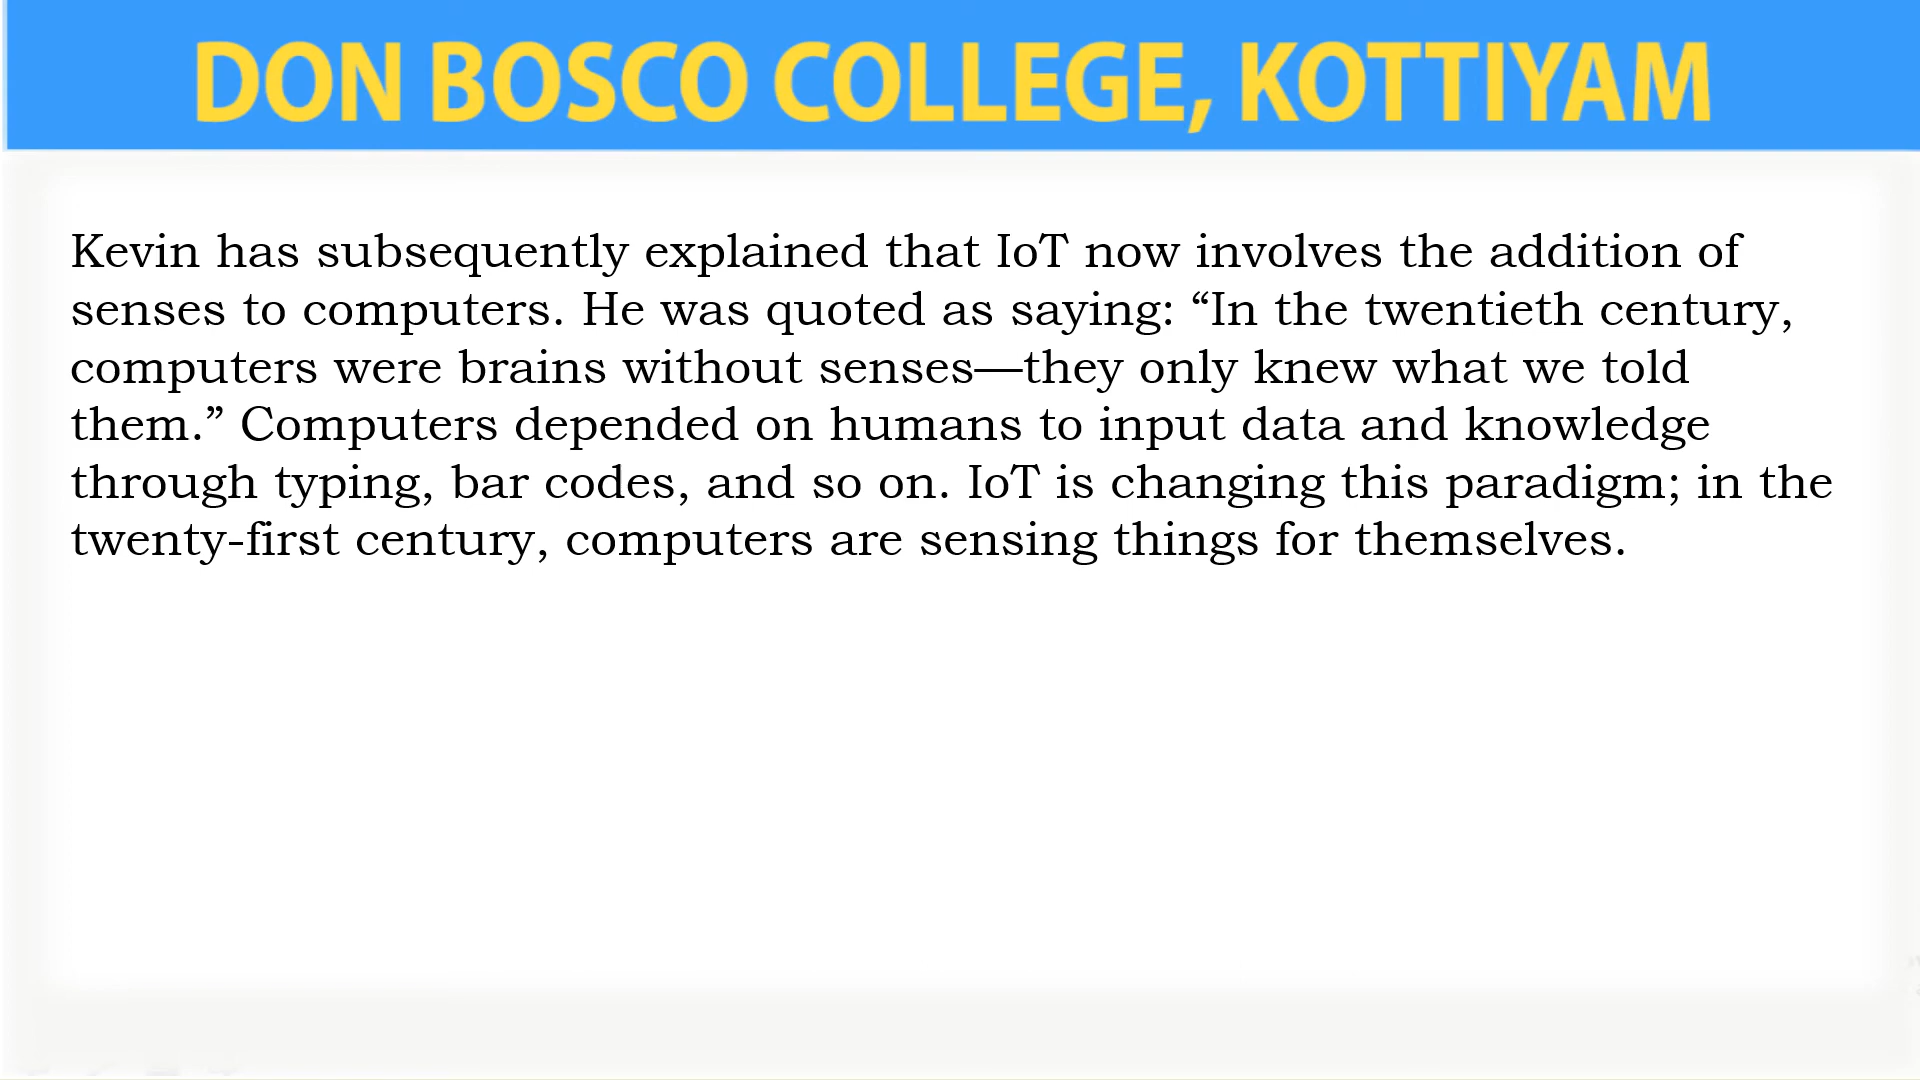 DON BOSCO COLLEGE, KOTTIYAM
Kevin has subsequently explained that IoT now involves the addition of
senses to computers. He was quoted as saying: “In the twentieth century,
computers were brains without senses—they only knew what we told
them.” Computers depended on humans to input data and knowledge
through typing, bar codes, and so on. IoT is changing this paradigm; in the
twenty-first century, computers are sensing things for themselves.